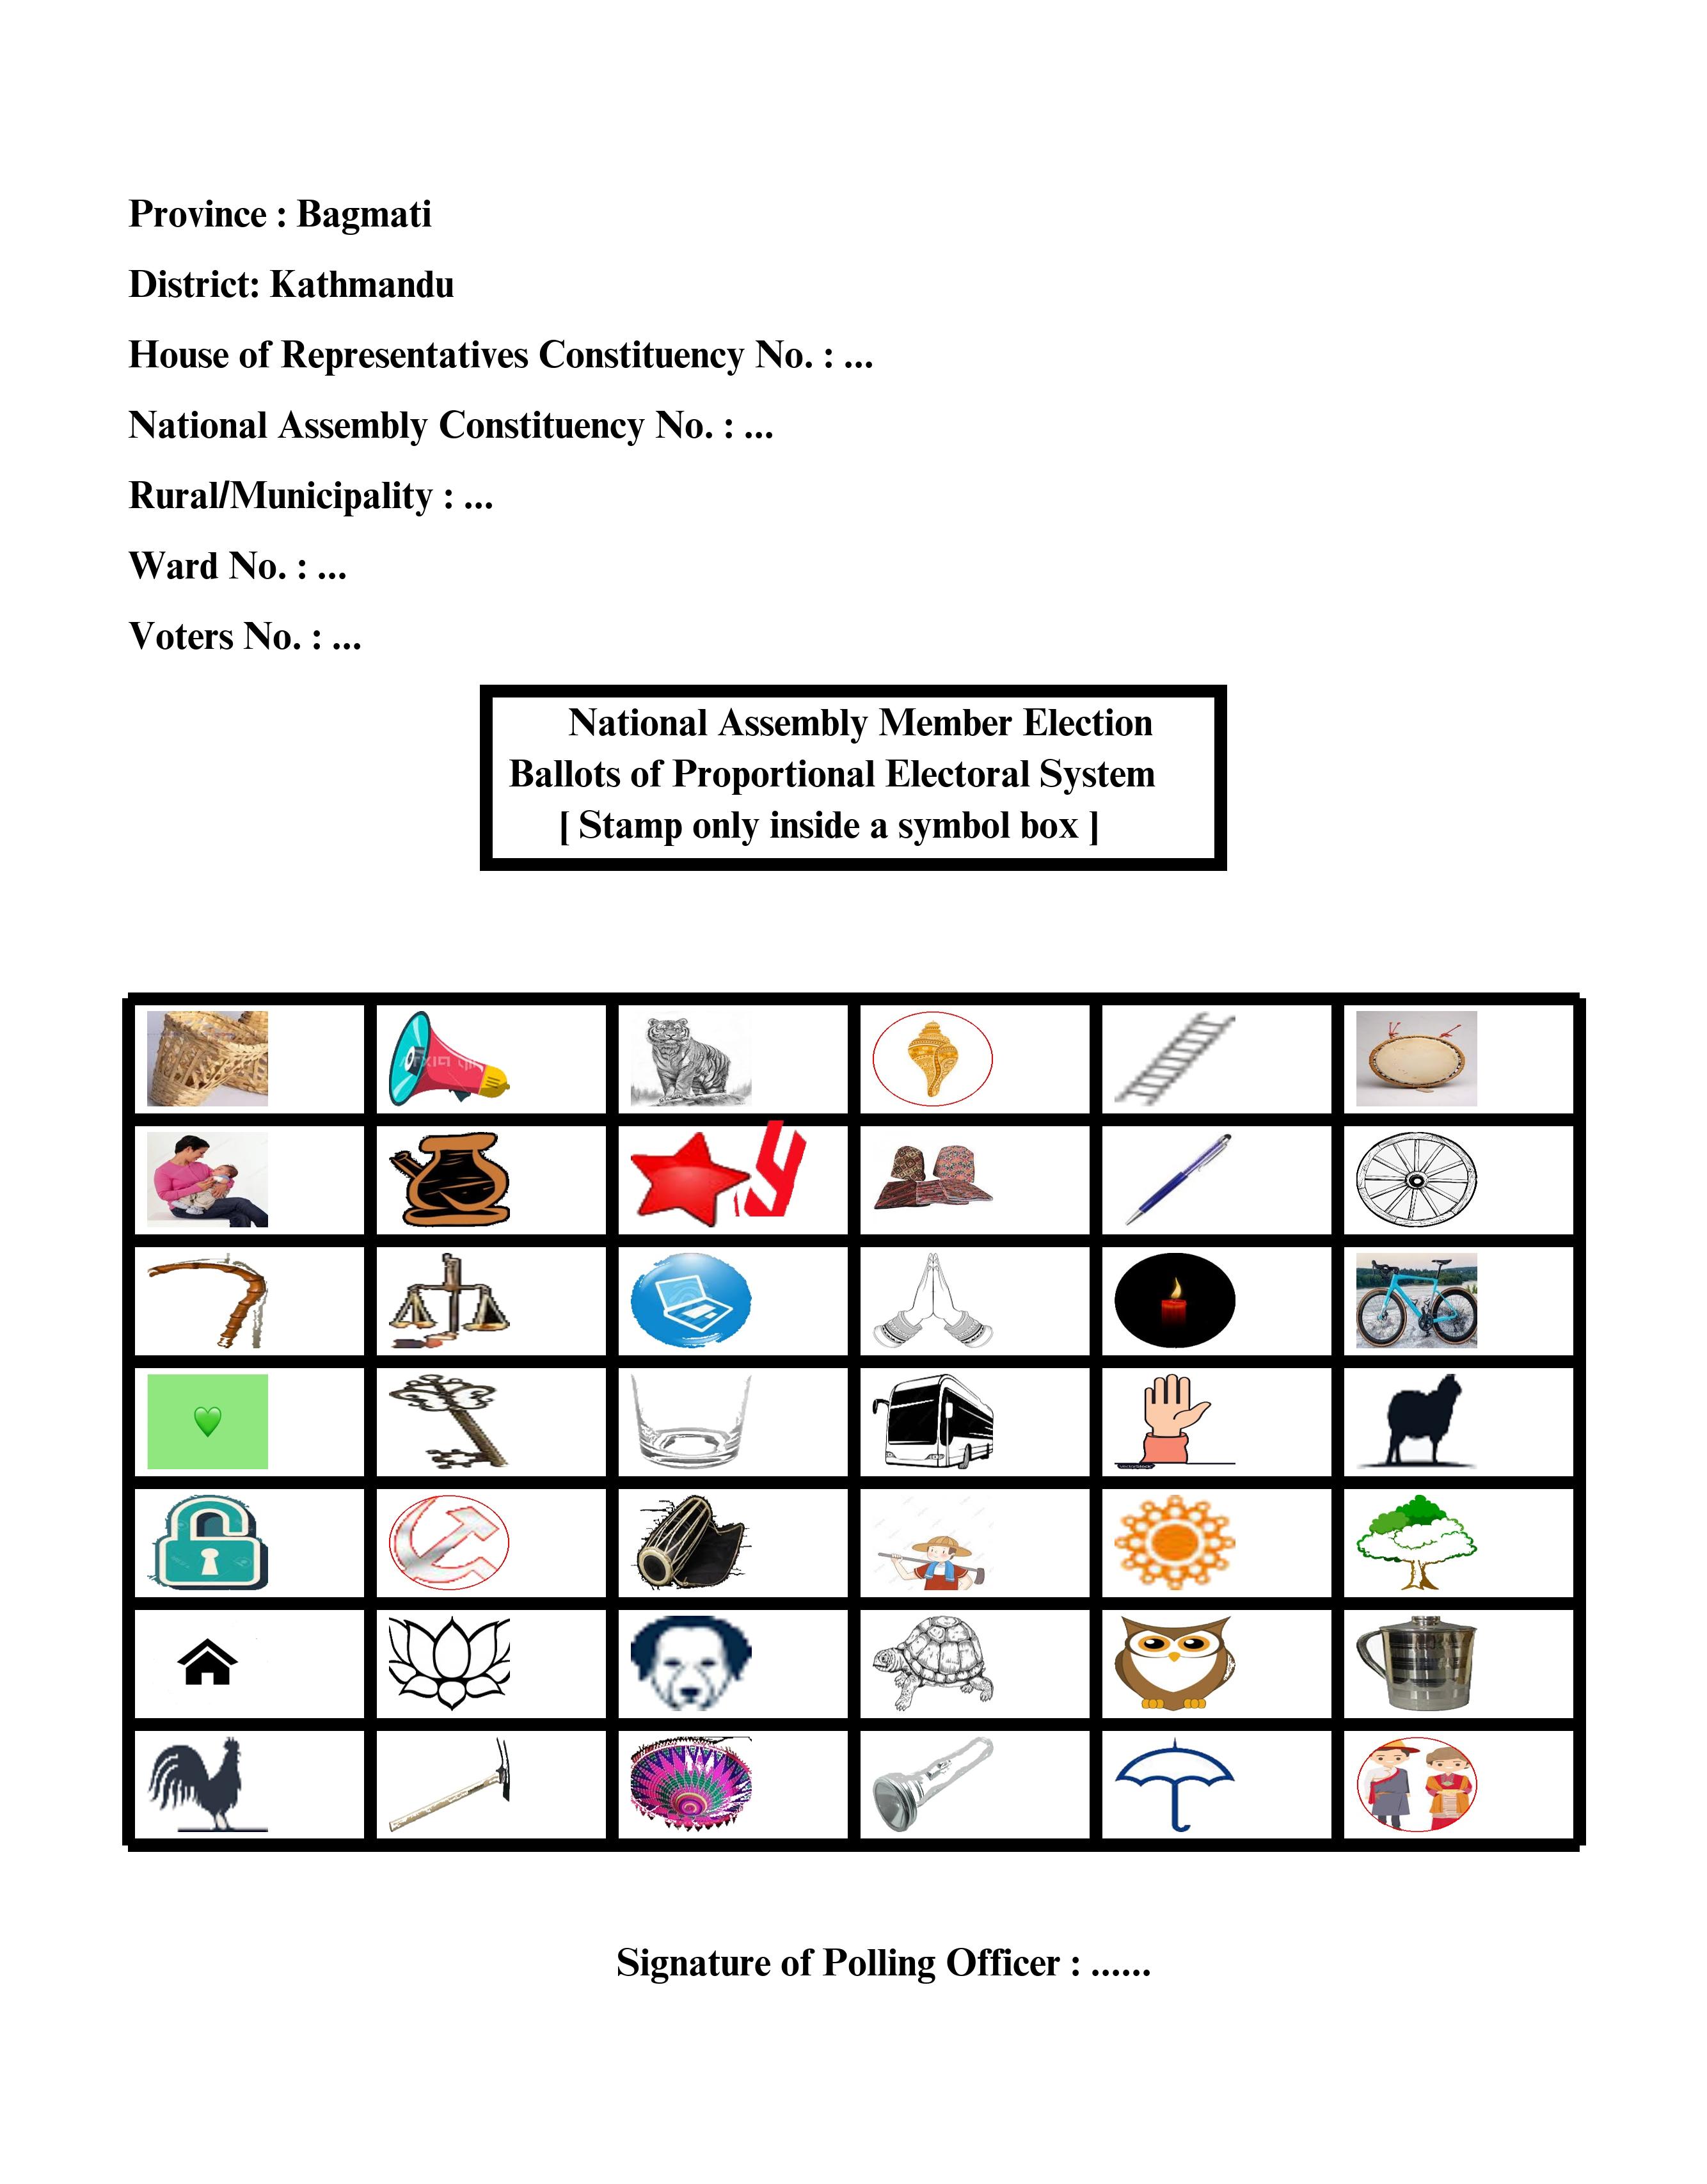 Province : Bagmati
District: Kathmandu
House of Representatives Constituency No. : ...
National Assembly Constituency No. : ...
Rural/Municipality : ...
Ward No. : ...
Voters No. : ...
National Assembly Member Election
Ballots of Proportional Electoral System
[ Stamp only inside a symbol box ]
Signature of Polling Officer : ......